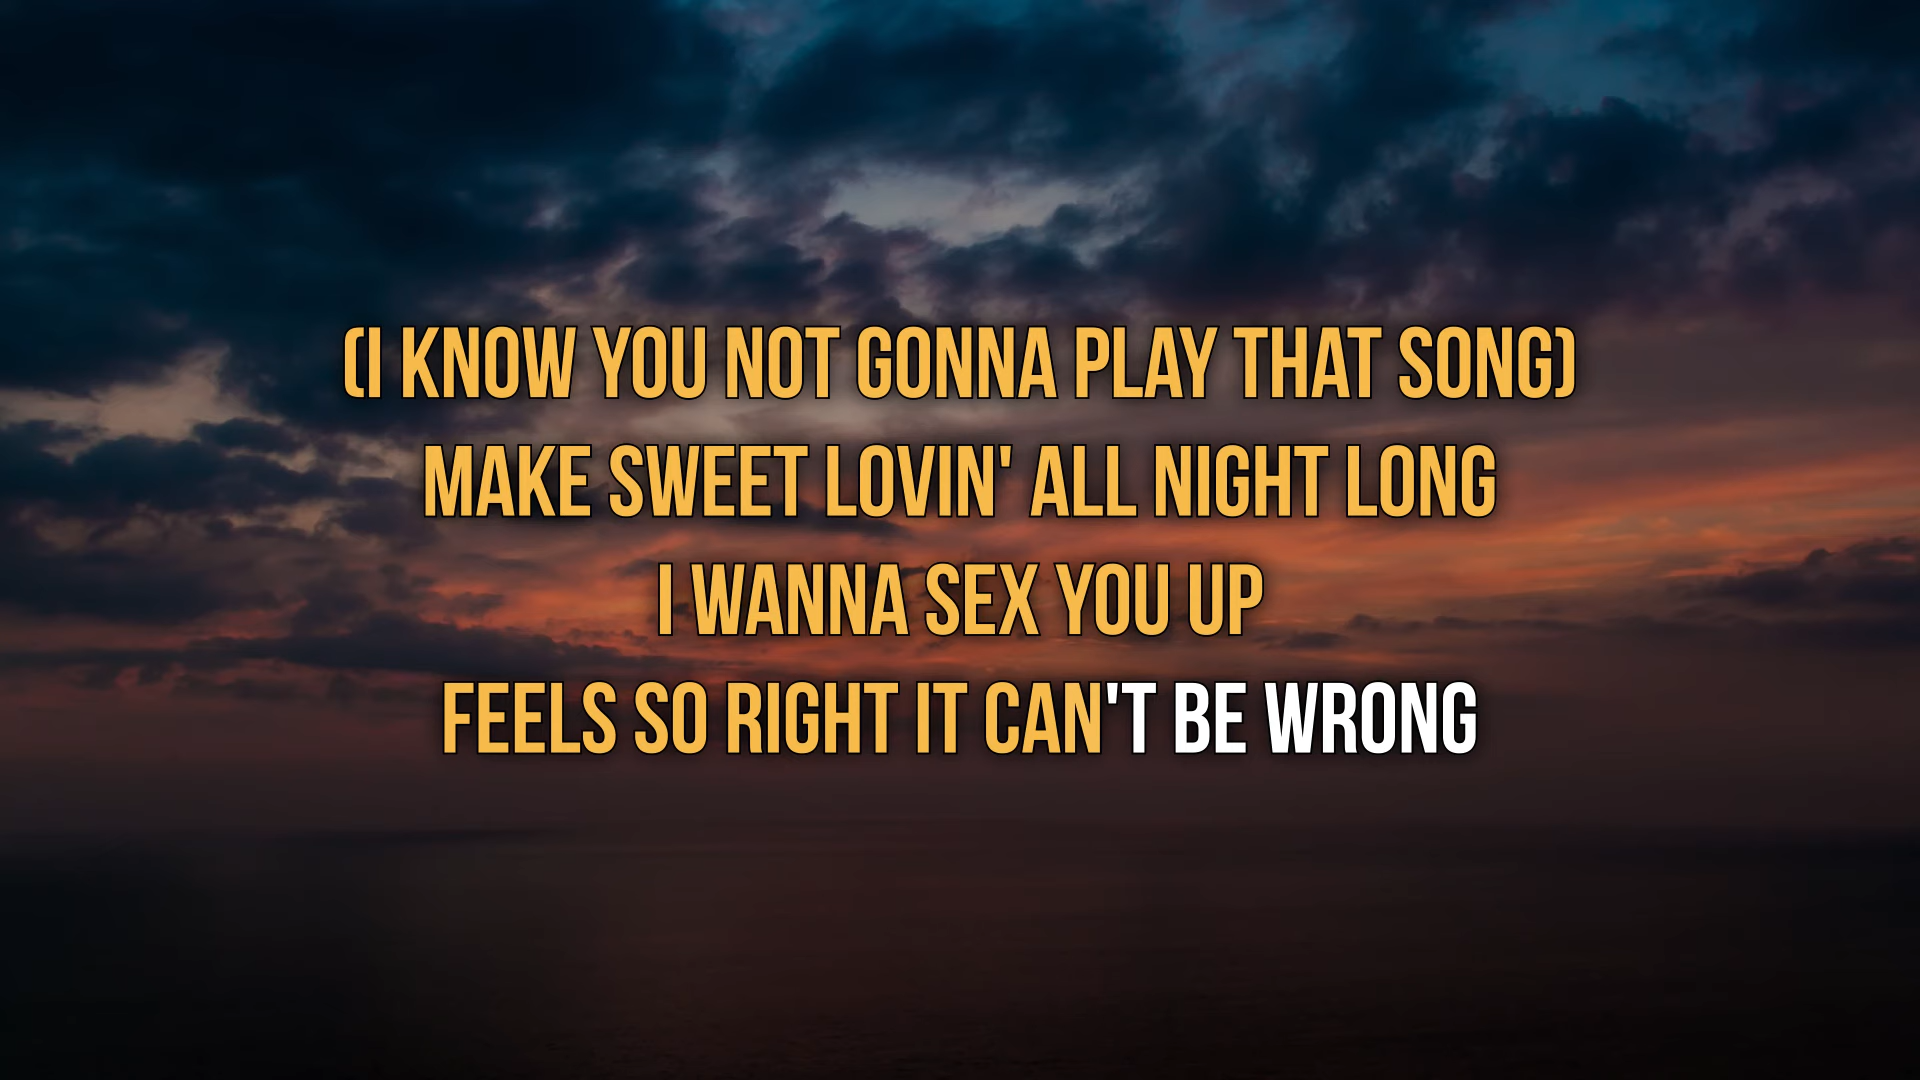 (I KNOW YOU NOT GONNA PLAY THAT SONG)
MAKE SWEET LOVIN' ALL NIGHT LONG
I WANNA SEX YOU UP
FEELS SO RIGHT IT CAN'T BE WRONG